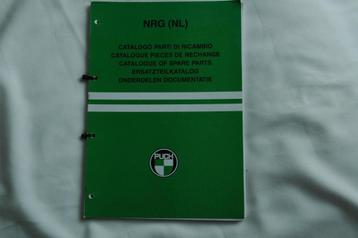 NRG (NL)
CATALOGO PARTI DI RICAMBIO
CATALOGUE PIECES DE RECHANGE
CATALOGUE OF SPARE PARTS
ERSATZTEILKATALOG
ONDERDELEN DOCUMENTATIE
PUCH